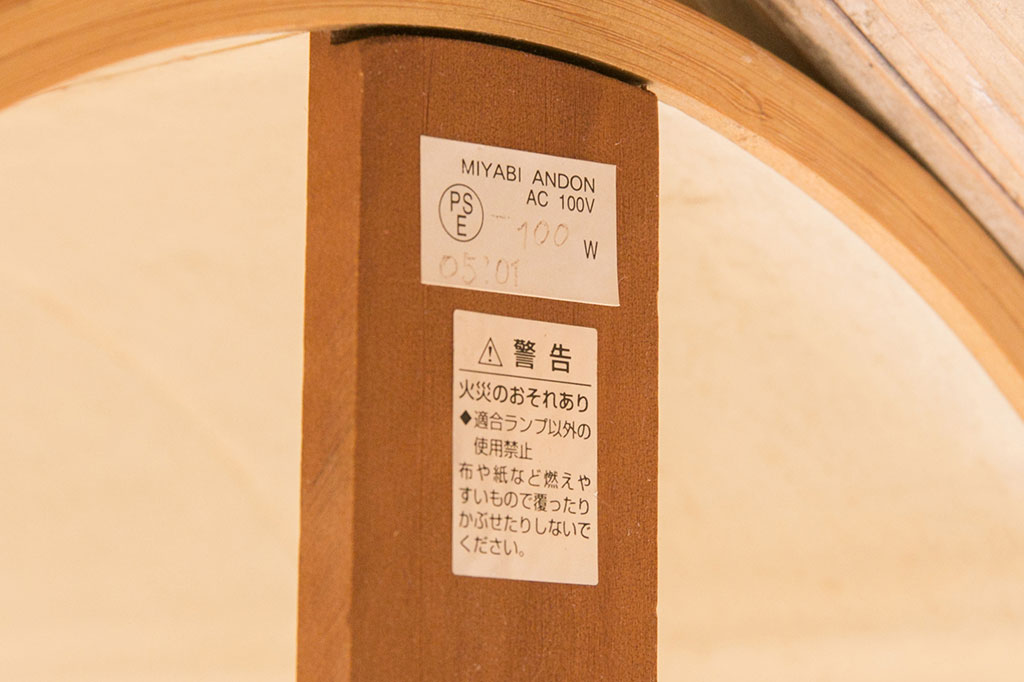 MIYABI ANDON
AC 100V
PS
E
100 W
05.'01
⚠ 警告
火災のおそれあり
◆適合ランプ以外の
使用禁止
布や紙など燃えや
すいもので覆ったり
かぶせたりしないで
ください。